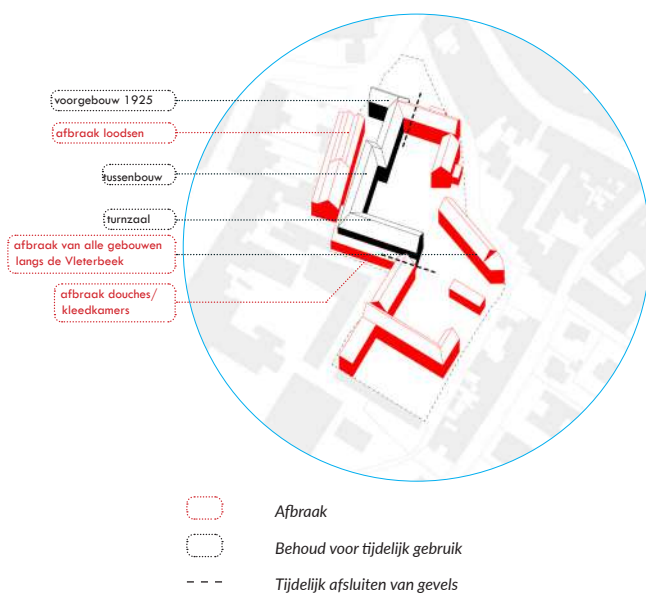 voorgebouw 1925
afbraak loodsen
tussenbouw
turnzaal
afbraak van alle gebouwen
langs de Vleterbeek
afbraak douches/
kleedkamers
Afbraak
Behoud voor tijdelijk gebruik
Tijdelijk afsluiten van gevels